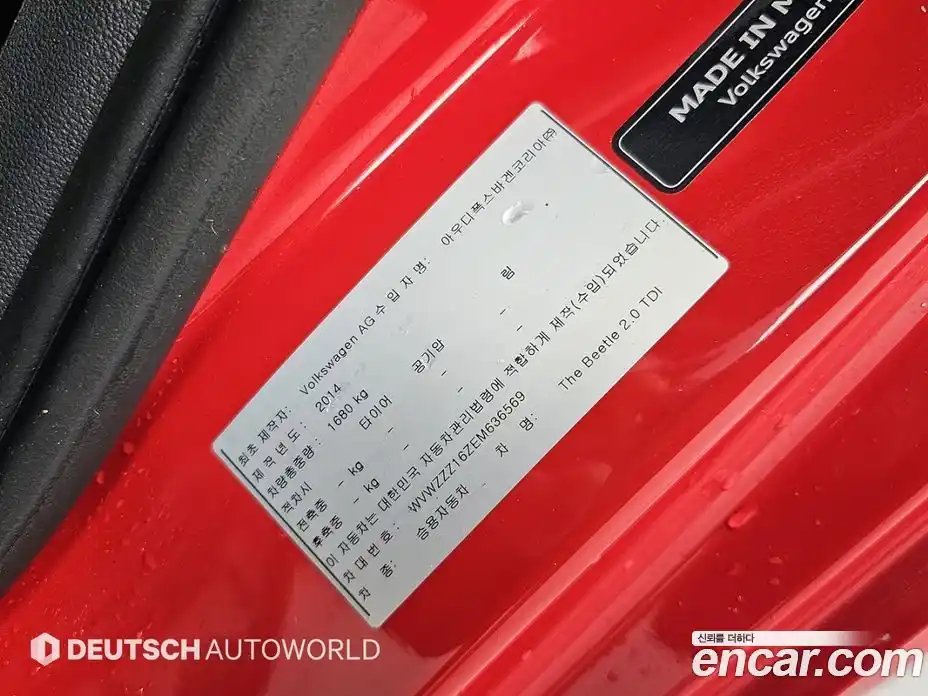 MADE IN M
Volkswagen
최초 제작자: Volkswagen AG 수 입 자 명: 아우디폭스바겐코리아㈜
제 작 년 도: 2014
차량총중량: 1680 kg
적차시 타이어 공기압 량
전축중 - kg - - -
후축중 - kg - - -
이 자동차는 대한민국 자동차관리법령에 적합하게 제작(수입)되었습니다.
차 대 번 호: WVWZZZ16ZEM636569
차 종: 승용자동차 차 명: The Beetle 2.0 TDI
DEUTSCH AUTOWORLD
신뢰를 더하다
encar.com